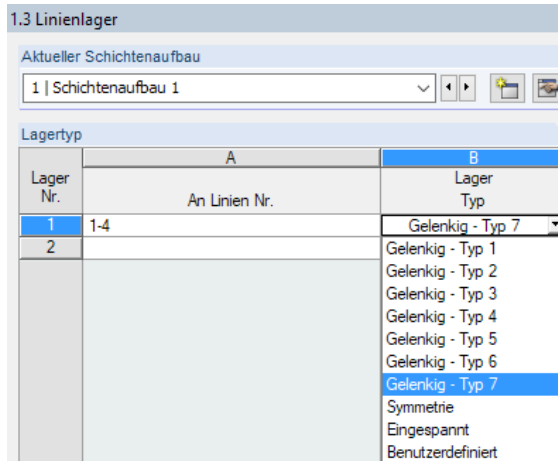 1.3 Linienlager
Aktueller Schichtenaufbau
1 | Schichtenaufbau 1
Lagertyp
A
B
Lager
Nr.
An Linien Nr.
Lager
Typ
1
1-4
Gelenkig - Typ 7
2
Gelenkig - Typ 1
Gelenkig - Typ 2
Gelenkig - Typ 3
Gelenkig - Typ 4
Gelenkig - Typ 5
Gelenkig - Typ 6
Gelenkig - Typ 7
Symmetrie
Eingespannt
Benutzerdefiniert